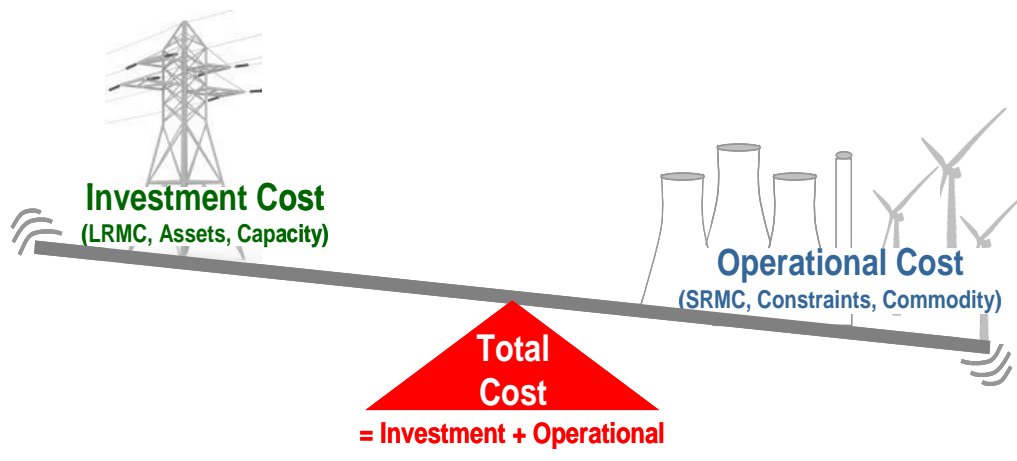 Investment Cost
(LRMC, Assets, Capacity)
Operational Cost
(SRMC, Constraints, Commodity)
Total
Cost
= Investment + Operational